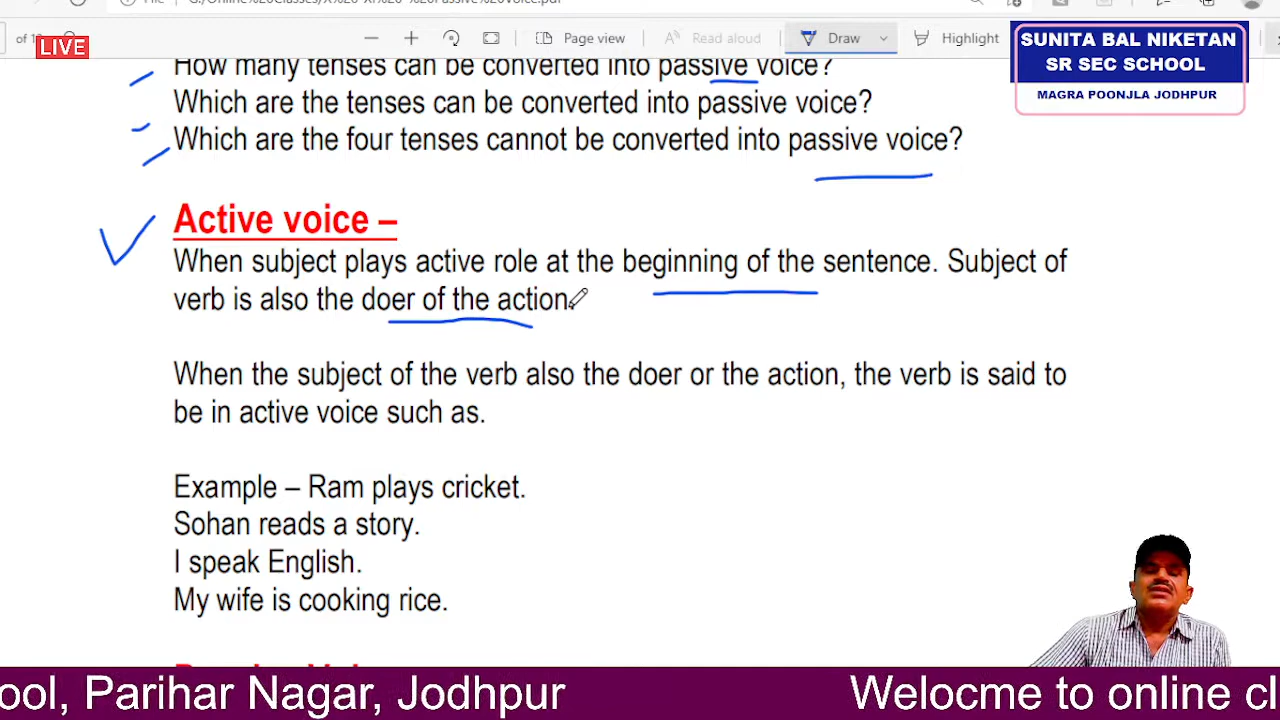 of 1
LIVE
Page view
Read aloud
Draw
Highlight
SUNITA BAL NIKETAN
SR SEC SCHOOL
MAGRA POONJLA JODHPUR
How many tenses can be converted into passive voice?
Which are the tenses can be converted into passive voice?
Which are the four tenses cannot be converted into passive voice?
Active voice –
When subject plays active role at the beginning of the sentence. Subject of
verb is also the doer of the action
When the subject of the verb also the doer or the action, the verb is said to
be in active voice such as.
Example – Ram plays cricket.
Sohan reads a story.
I speak English.
My wife is cooking rice.
ool, Parihar Nagar, Jodhpur
Welocme to online cl